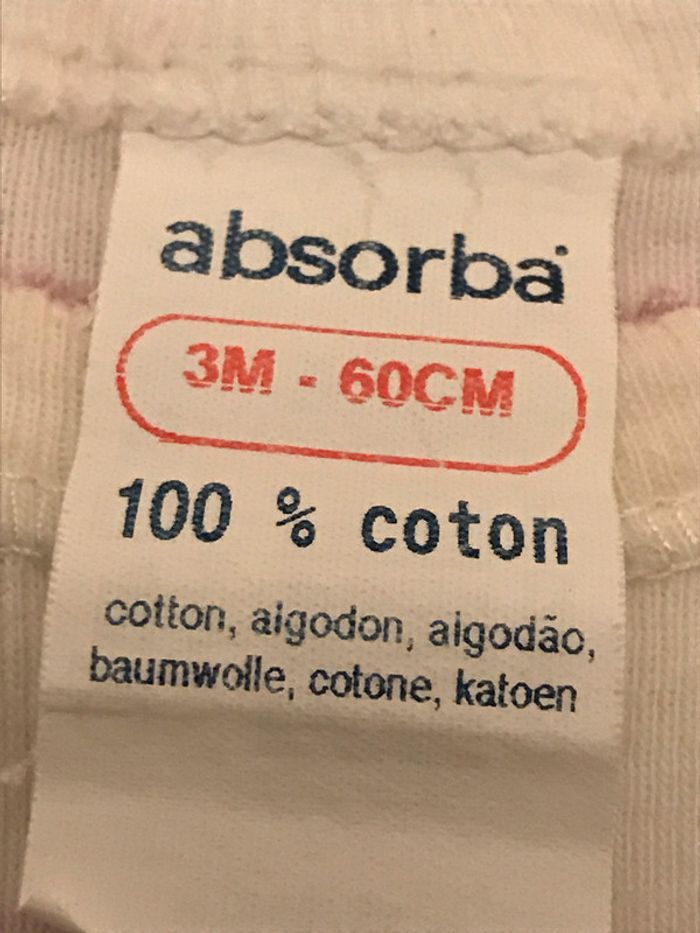 absorba
3M - 60CM
100 % coton
cotton, algodon, algodão,
baumwolle, cotone, katoen